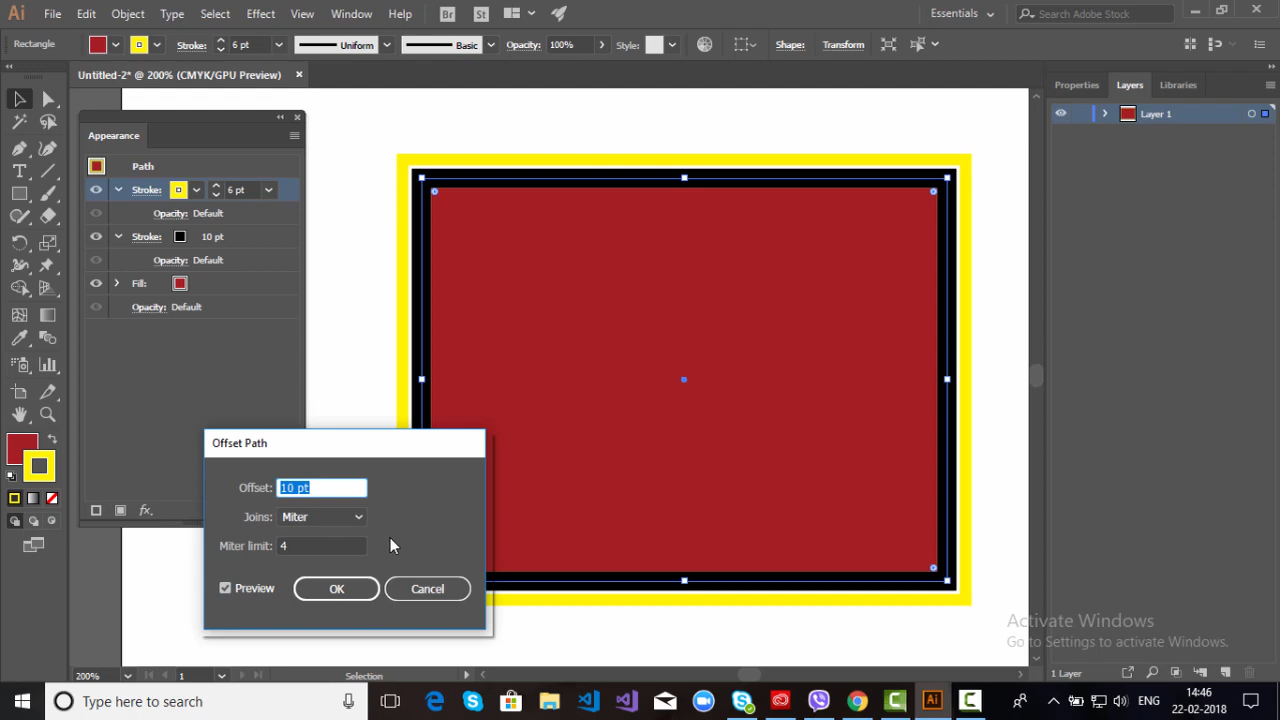 Ai File Edit Object Type Select Effect View Window Help Br St Essentials Search Adobe Stock
Rectangle Stroke: 6 pt Uniform Basic Opacity: 100% Style: Shape: Transform
Untitled-2* @ 200% (CMYK/GPU Preview)
Properties Layers Libraries
Layer 1
Appearance
Path
Stroke: 6 pt
Opacity: Default
Stroke: 10 pt
Opacity: Default
Fill:
Opacity: Default
fx
Offset Path
Offset: 10 pt
Joins: Miter
Miter limit: 4
Preview OK Cancel
Activate Windows
Go to Settings to activate Windows.
200% 1 Selection 1 Layer
Type here to search
Ai
ENG
14:46
22-02-2018